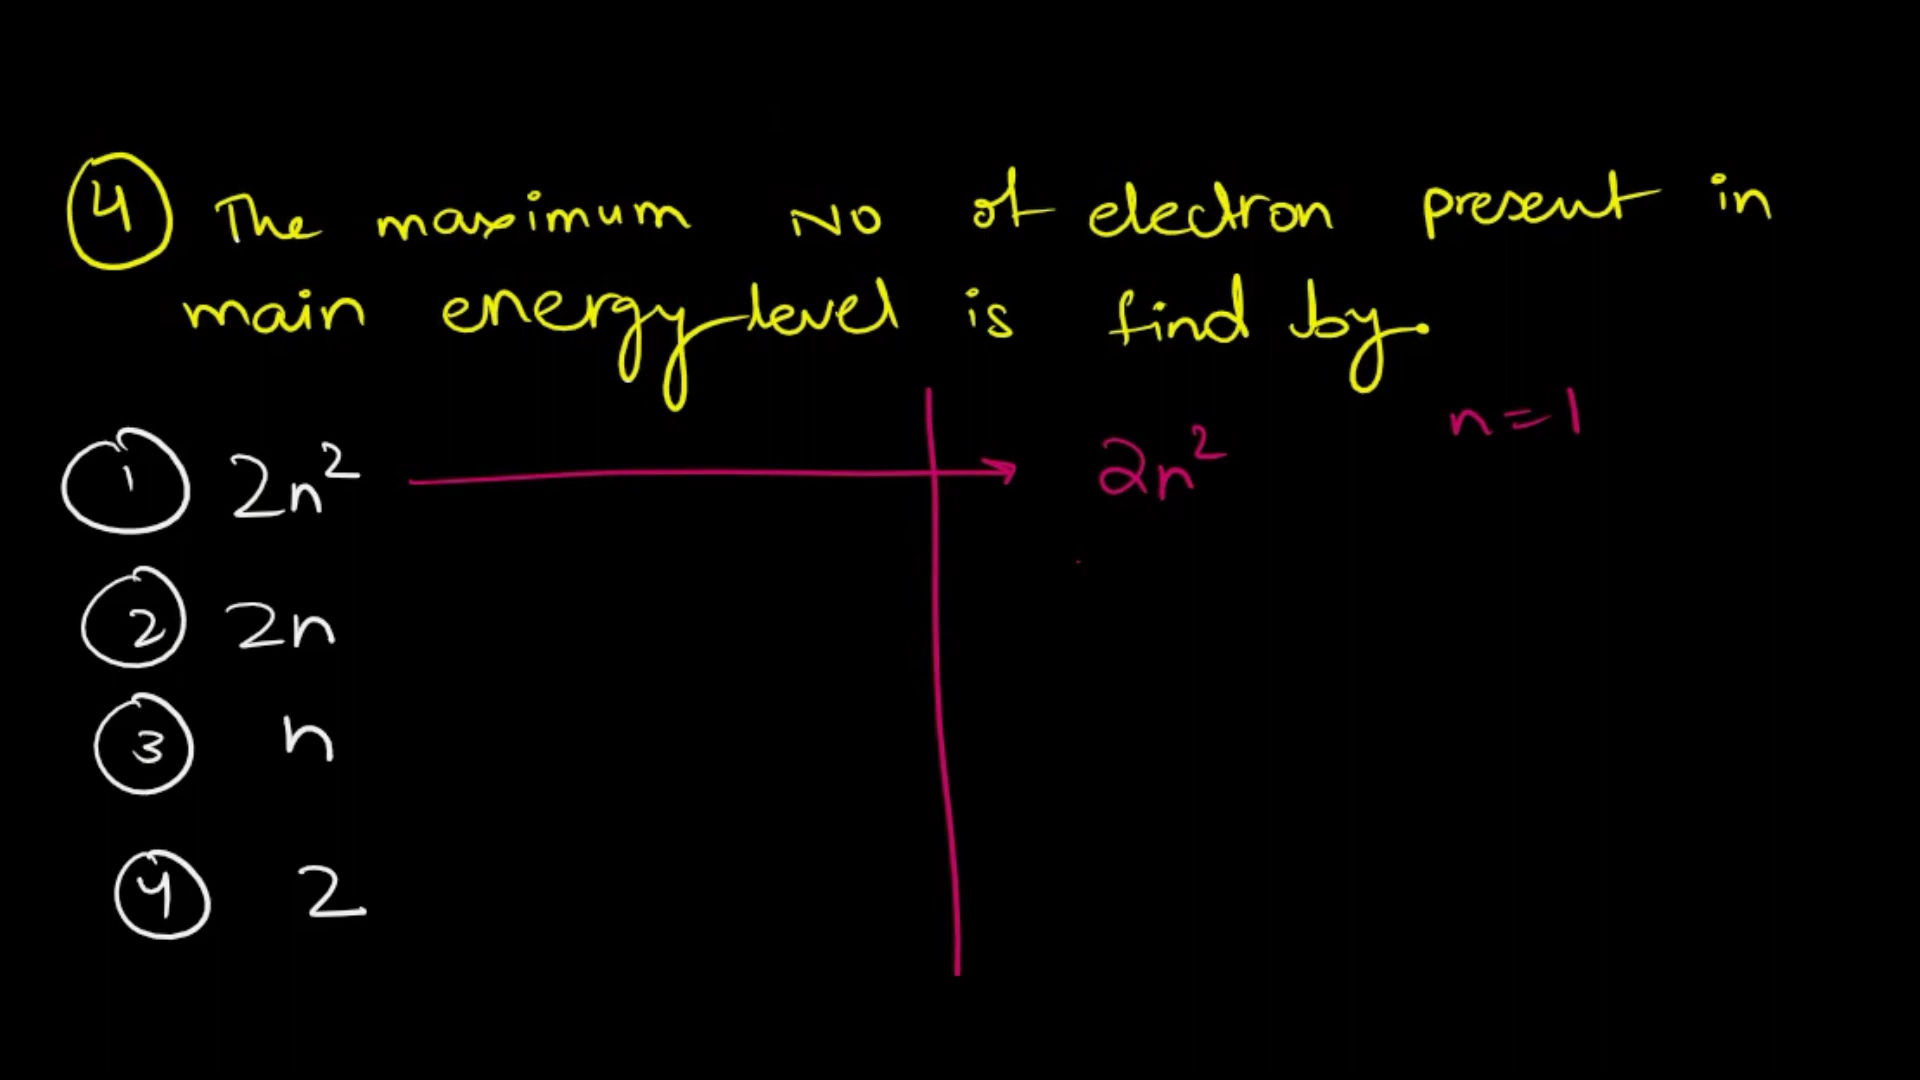 4 The maximum No of electron present in
main energy level is find by.
n=1
1 2n² → 2n²
2 2n
3 n
4 2